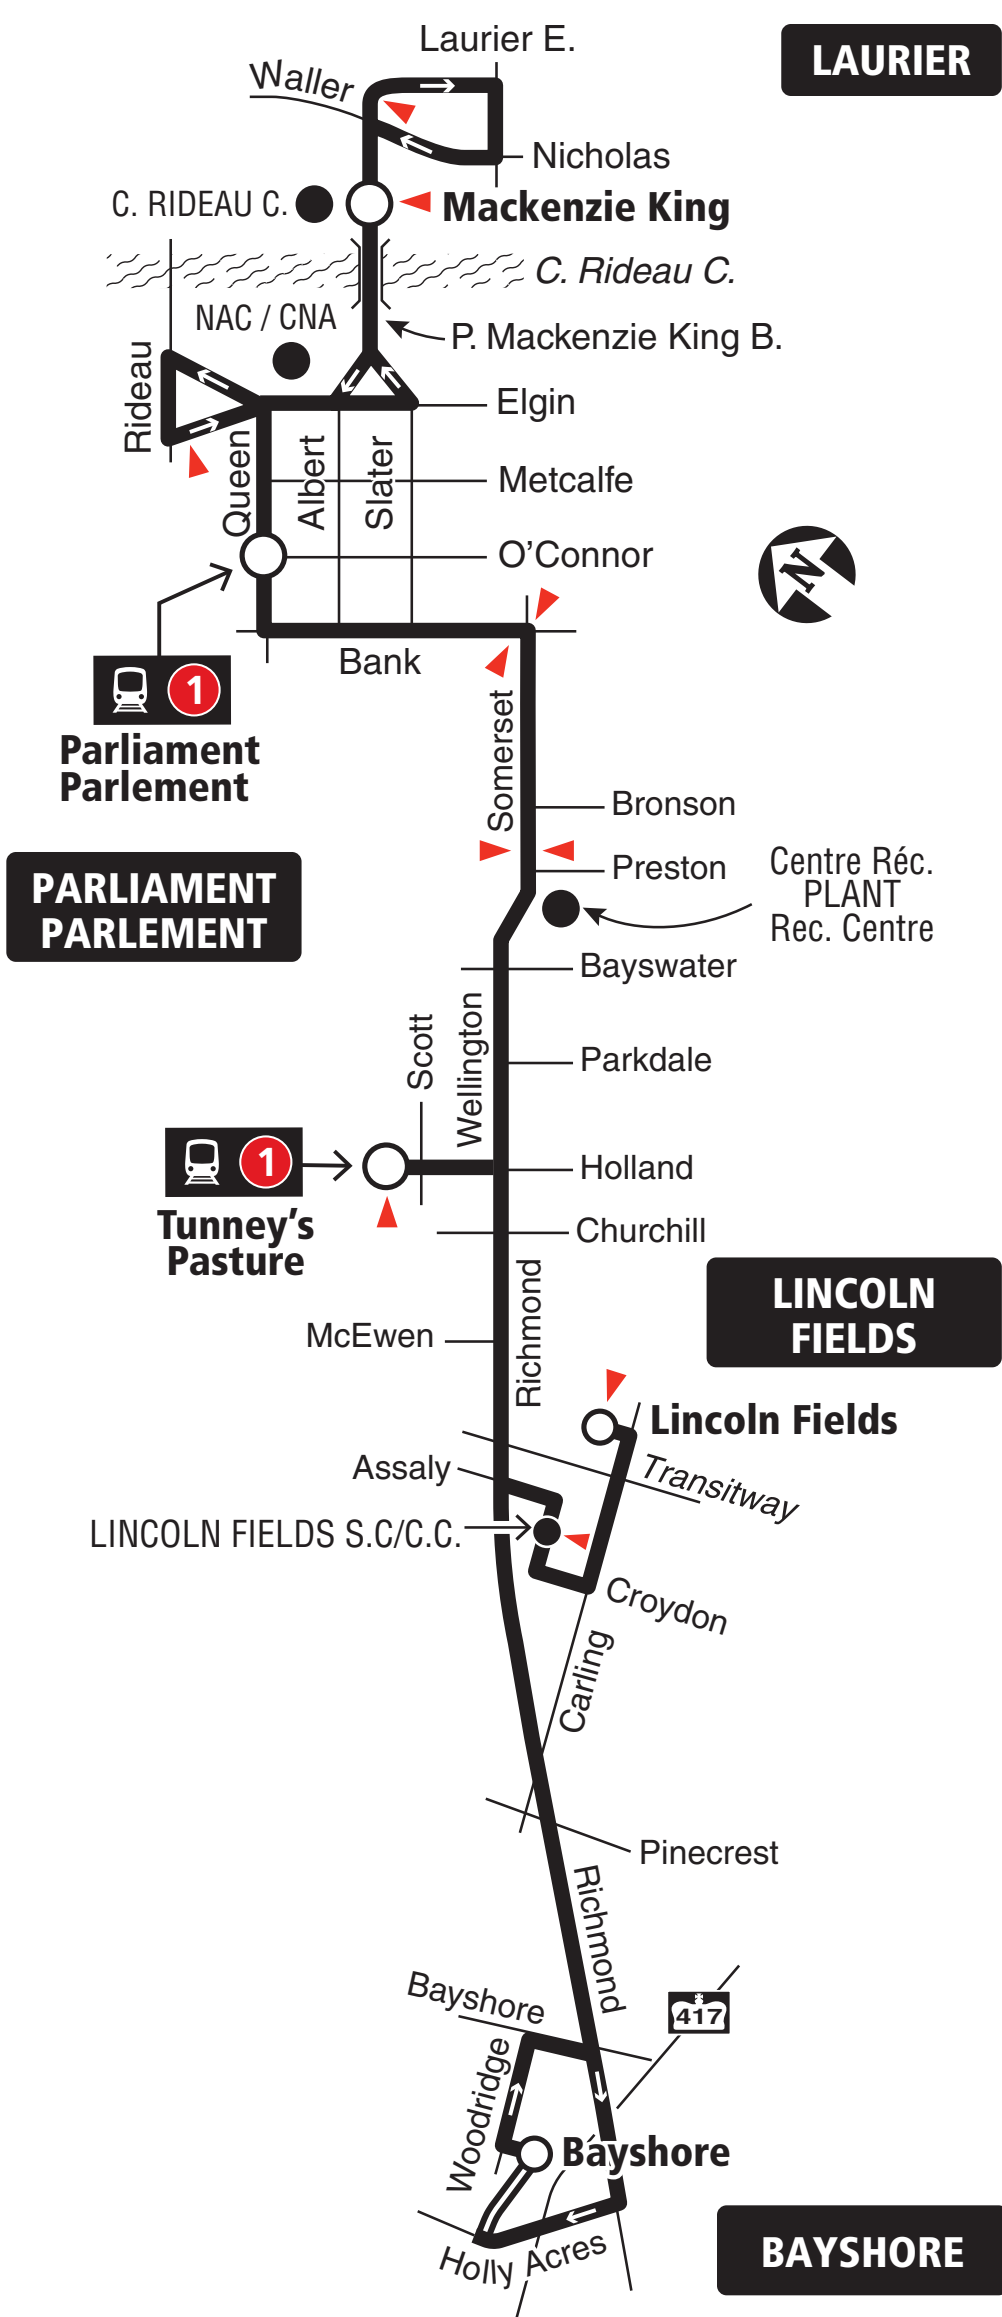 Laurier E.
LAURIER
Waller
Nicholas
C. RIDEAU C.
Mackenzie King
C. Rideau C.
NAC / CNA
P. Mackenzie King B.
Rideau
Elgin
Queen
Albert
Slater
Metcalfe
O'Connor
N
Bank
1
Parliament
Parlement
Somerset
Bronson
PARLIAMENT
PARLEMENT
Preston
Centre Réc.
PLANT
Rec. Centre
Bayswater
Scott
Wellington
Parkdale
1
Tunney's
Pasture
Holland
Churchill
LINCOLN
FIELDS
McEwen
Richmond
Lincoln Fields
Assaly
Transitway
LINCOLN FIELDS S.C/C.C.
Croydon
Carling
Pinecrest
Richmond
Bayshore
417
Woodridge
Bayshore
Holly Acres
BAYSHORE